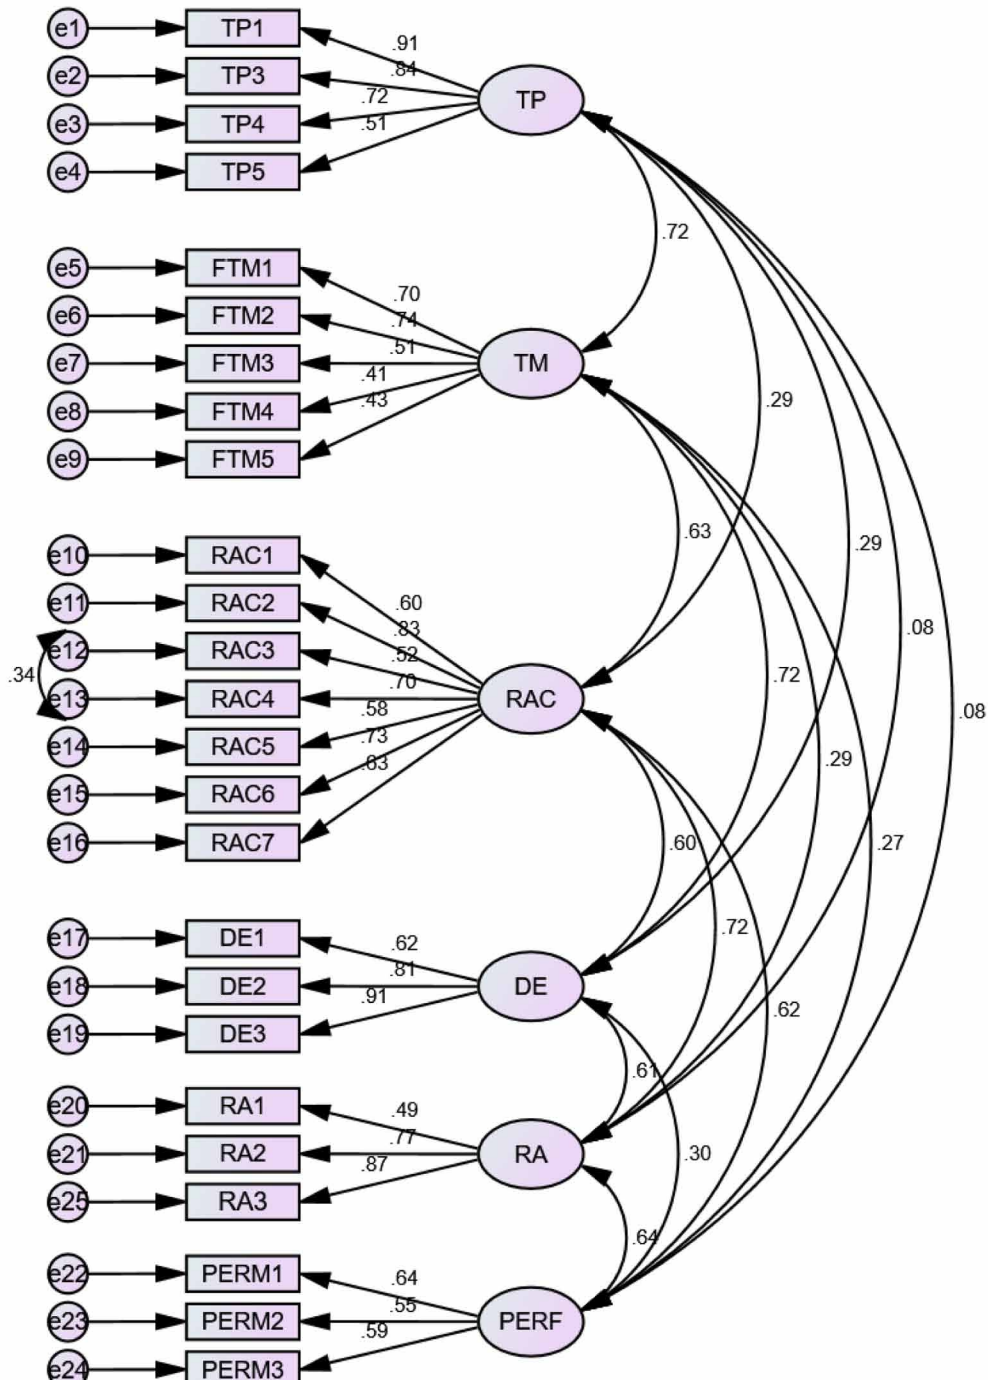 e1 TP1 .91
e2 TP3 .84 TP
e3 TP4 .72
e4 TP5 .51
.72
e5 FTM1 .70
e6 FTM2 .74
e7 FTM3 .51 TM
e8 FTM4 .41 .29
e9 FTM5 .43
.63
.29
e10 RAC1
e11 RAC2 .60
.83
.08
e12 RAC3 .52
.34 e13 RAC4 .70 RAC .72
.08
e14 RAC5 .58
.73
e15 RAC6 .63 .29
e16 RAC7 .60 .27
.72
e17 DE1 .62
e18 DE2 .81 DE
.91 .62
e19 DE3
.61
e20 RA1 .49
e21 RA2 .77 RA .30
.87
e25 RA3
.64
e22 PERM1 .64
e23 PERM2 .55 PERF
.59
e24 PERM3